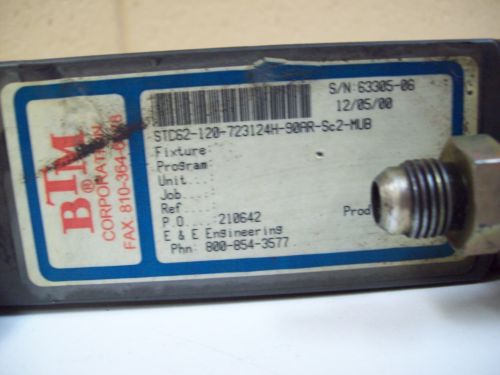 BTM®
CORPORATION
FAX 810-364-
S/N:63305-06
12/05/00
STC62-120-723124H-90AR-Sc2-MUB
Fixture:
Program:
Unit....:
Job....:
Ref....:
P.O....: 210642
Prod
E & E Engineering
Phn: 800-854-3577